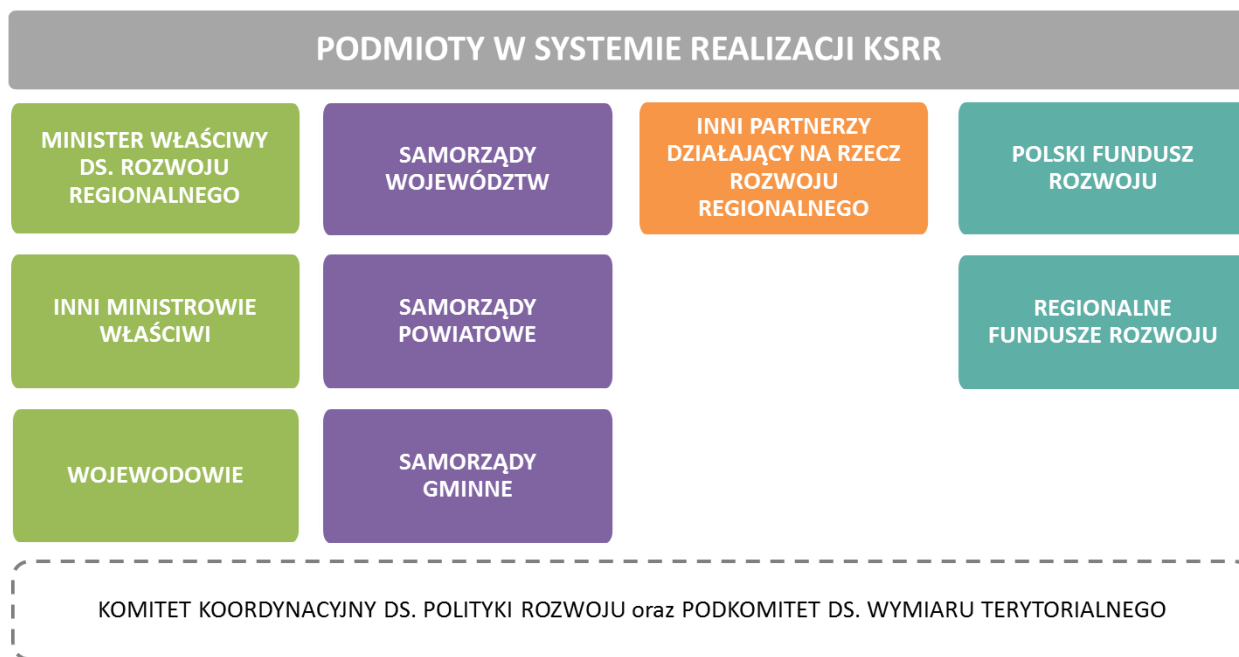 PODMIOTY W SYSTEMIE REALIZACJI KSRR
MINISTER WŁAŚCIWY
DS. ROZWOJU
REGIONALNEGO
SAMORZĄDY
WOJEWÓDZTW
INNI PARTNERZY
DZIAŁAJĄCY NA RZECZ
ROZWOJU
REGIONALNEGO
POLSKI FUNDUSZ
ROZWOJU
INNI MINISTROWIE
WŁAŚCIWI
SAMORZĄDY
POWIATOWE
REGIONALNE
FUNDUSZE ROZWOJU
WOJEWODOWIE
SAMORZĄDY
GMINNE
KOMITET KOORDYNACYJNY DS. POLITYKI ROZWOJU oraz PODKOMITET DS. WYMIARU TERYTORIALNEGO